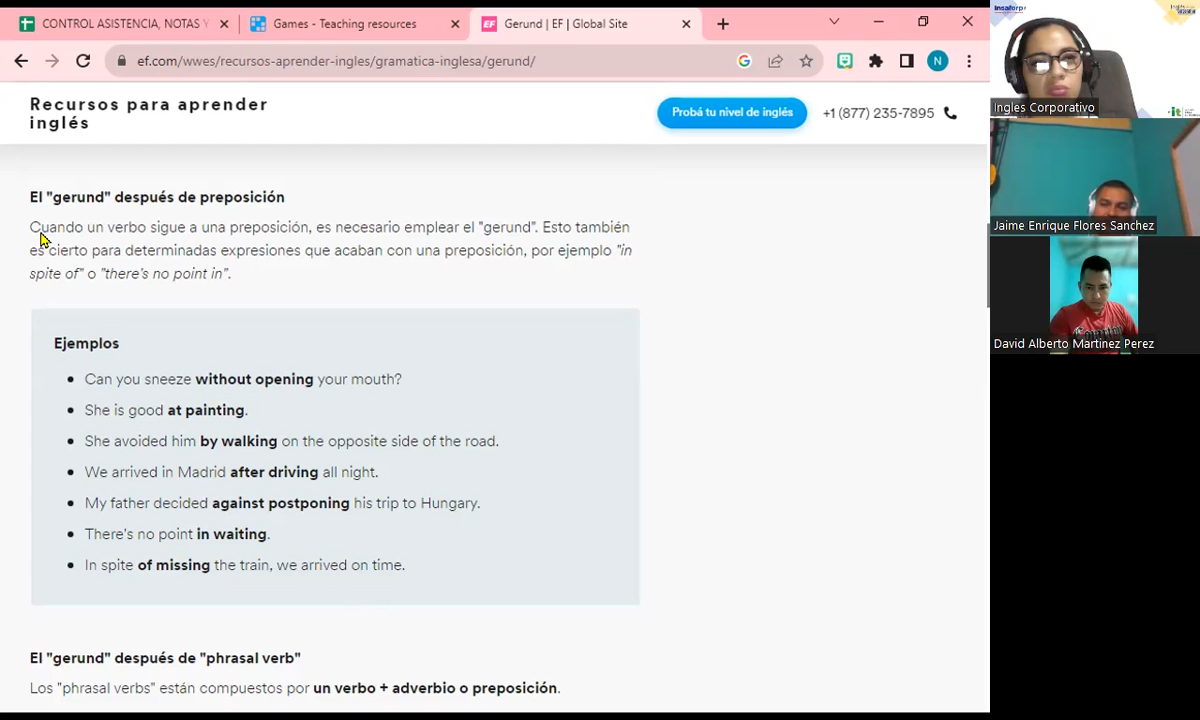 CONTROL ASISTENCIA, NOTAS Y
Games - Teaching resources
Gerund | EF | Global Site
ef.com/wwes/recursos-aprender-ingles/gramatica-inglesa/gerund/
N
Recursos para aprender
inglés
Probá tu nivel de inglés
+1 (877) 235-7895
El "gerund" después de preposición
Cuando un verbo sigue a una preposición, es necesario emplear el "gerund". Esto también
es cierto para determinadas expresiones que acaban con una preposición, por ejemplo "in
spite of" o "there's no point in".
Ejemplos
Can you sneeze without opening your mouth?
She is good at painting.
She avoided him by walking on the opposite side of the road.
We arrived in Madrid after driving all night.
My father decided against postponing his trip to Hungary.
There's no point in waiting.
In spite of missing the train, we arrived on time.
El "gerund" después de "phrasal verb"
Los "phrasal verbs" están compuestos por un verbo + adverbio o preposición.
Ingles Corporativo
Jaime Enrique Flores Sanchez
David Alberto Martinez Perez